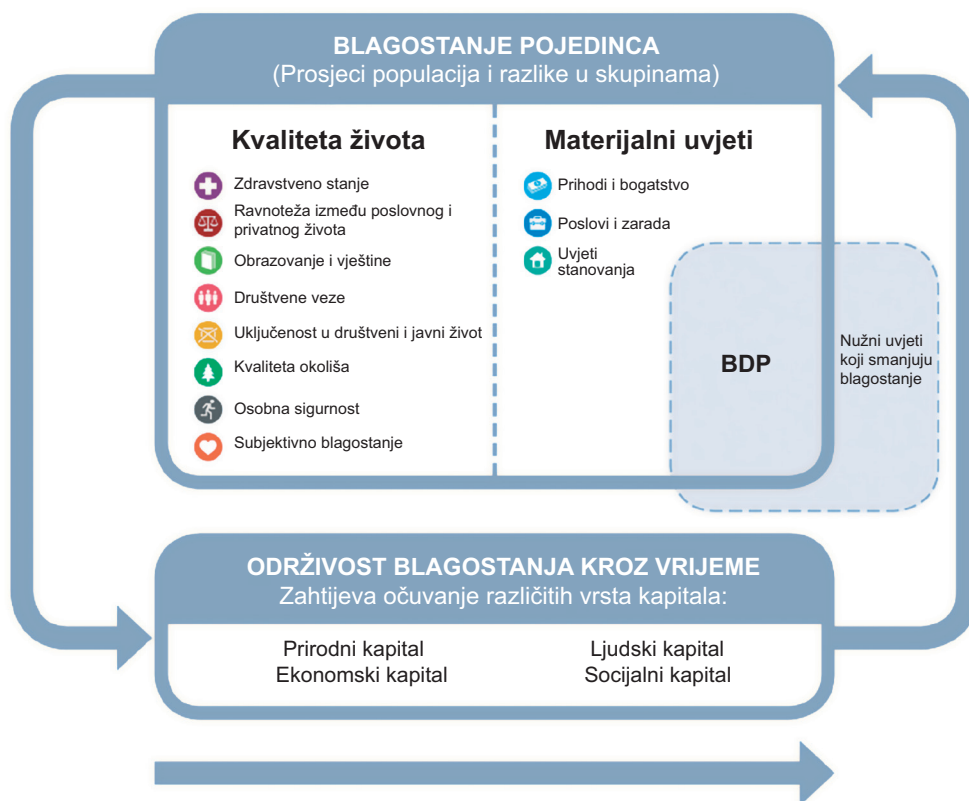 BLAGOSTANJE POJEDINCA
(Prosjeci populacija i razlike u skupinama)
Kvaliteta života
Zdravstveno stanje
Ravnoteža između poslovnog i
privatnog života
Obrazovanje i vještine
Društvene veze
Uključenost u društveni i javni život
Kvaliteta okoliša
Osobna sigurnost
Subjektivno blagostanje
Materijalni uvjeti
Prihodi i bogatstvo
Poslovi i zarada
Uvjeti
stanovanja
BDP
Nužni uvjeti
koji smanjuju
blagostanje
ODRŽIVOST BLAGOSTANJA KROZ VRIJEME
Zahtijeva očuvanje različitih vrsta kapitala:
Prirodni kapital
Ekonomski kapital
Ljudski kapital
Socijalni kapital